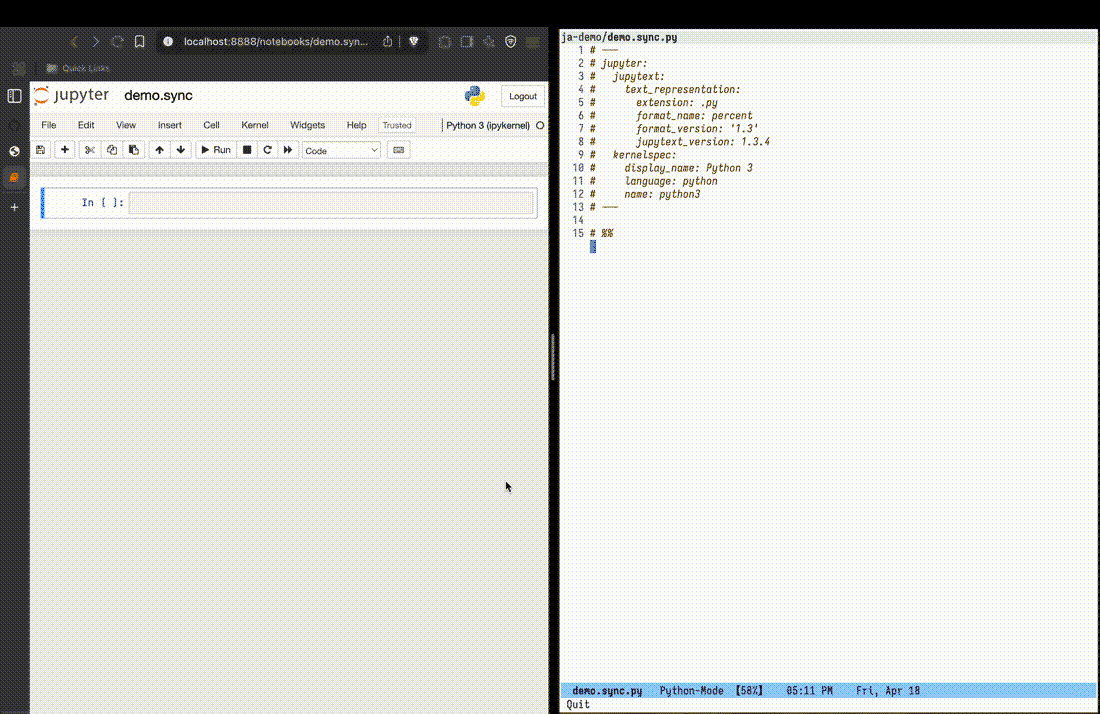 localhost:8888/notebooks/demo.syn...
Quick Links
jupyter demo.sync
Logout
File Edit View Insert Cell Kernel Widgets Help Trusted Python 3 (ipykernel)
Run Code
In [ ]:
ja-demo/demo.sync.py
1 # ---
2 # jupyter:
3 #   jupytext:
4 #     text_representation:
5 #       extension: .py
6 #       format_name: percent
7 #       format_version: '1.3'
8 #       jupytext_version: 1.3.4
9 #   kernelspec:
10 #     display_name: Python 3
11 #     language: python
12 #     name: python3
13 # ---
14
15 # %%
demo.sync.py Python-Mode 【58%】 05:11 PM Fri, Apr 18
Quit